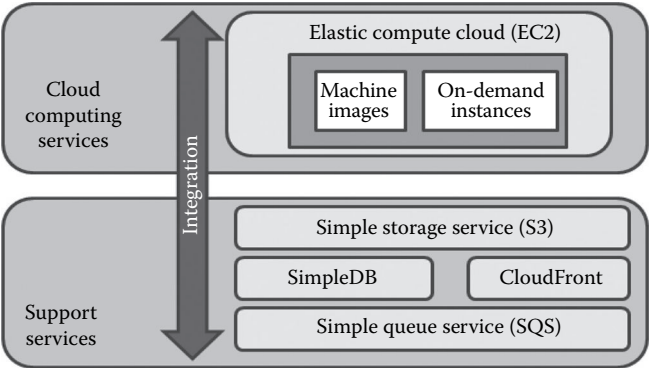 Elastic compute cloud (EC2)
Cloud
computing
services
Machine
images
On-demand
instances
Integration
Simple storage service (S3)
SimpleDB
CloudFront
Support
services
Simple queue service (SQS)